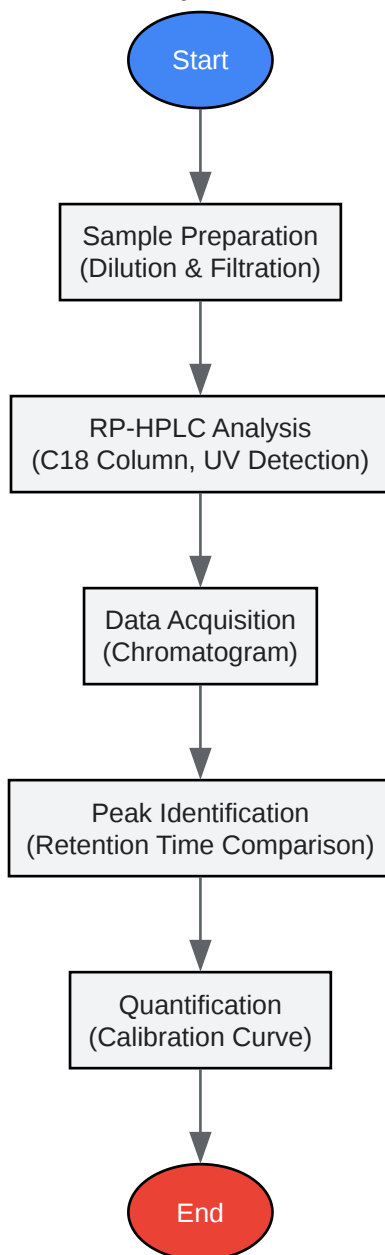 Start
Sample Preparation
(Dilution & Filtration)
RP-HPLC Analysis
(C18 Column, UV Detection)
Data Acquisition
(Chromatogram)
Peak Identification
(Retention Time Comparison)
Quantification
(Calibration Curve)
End